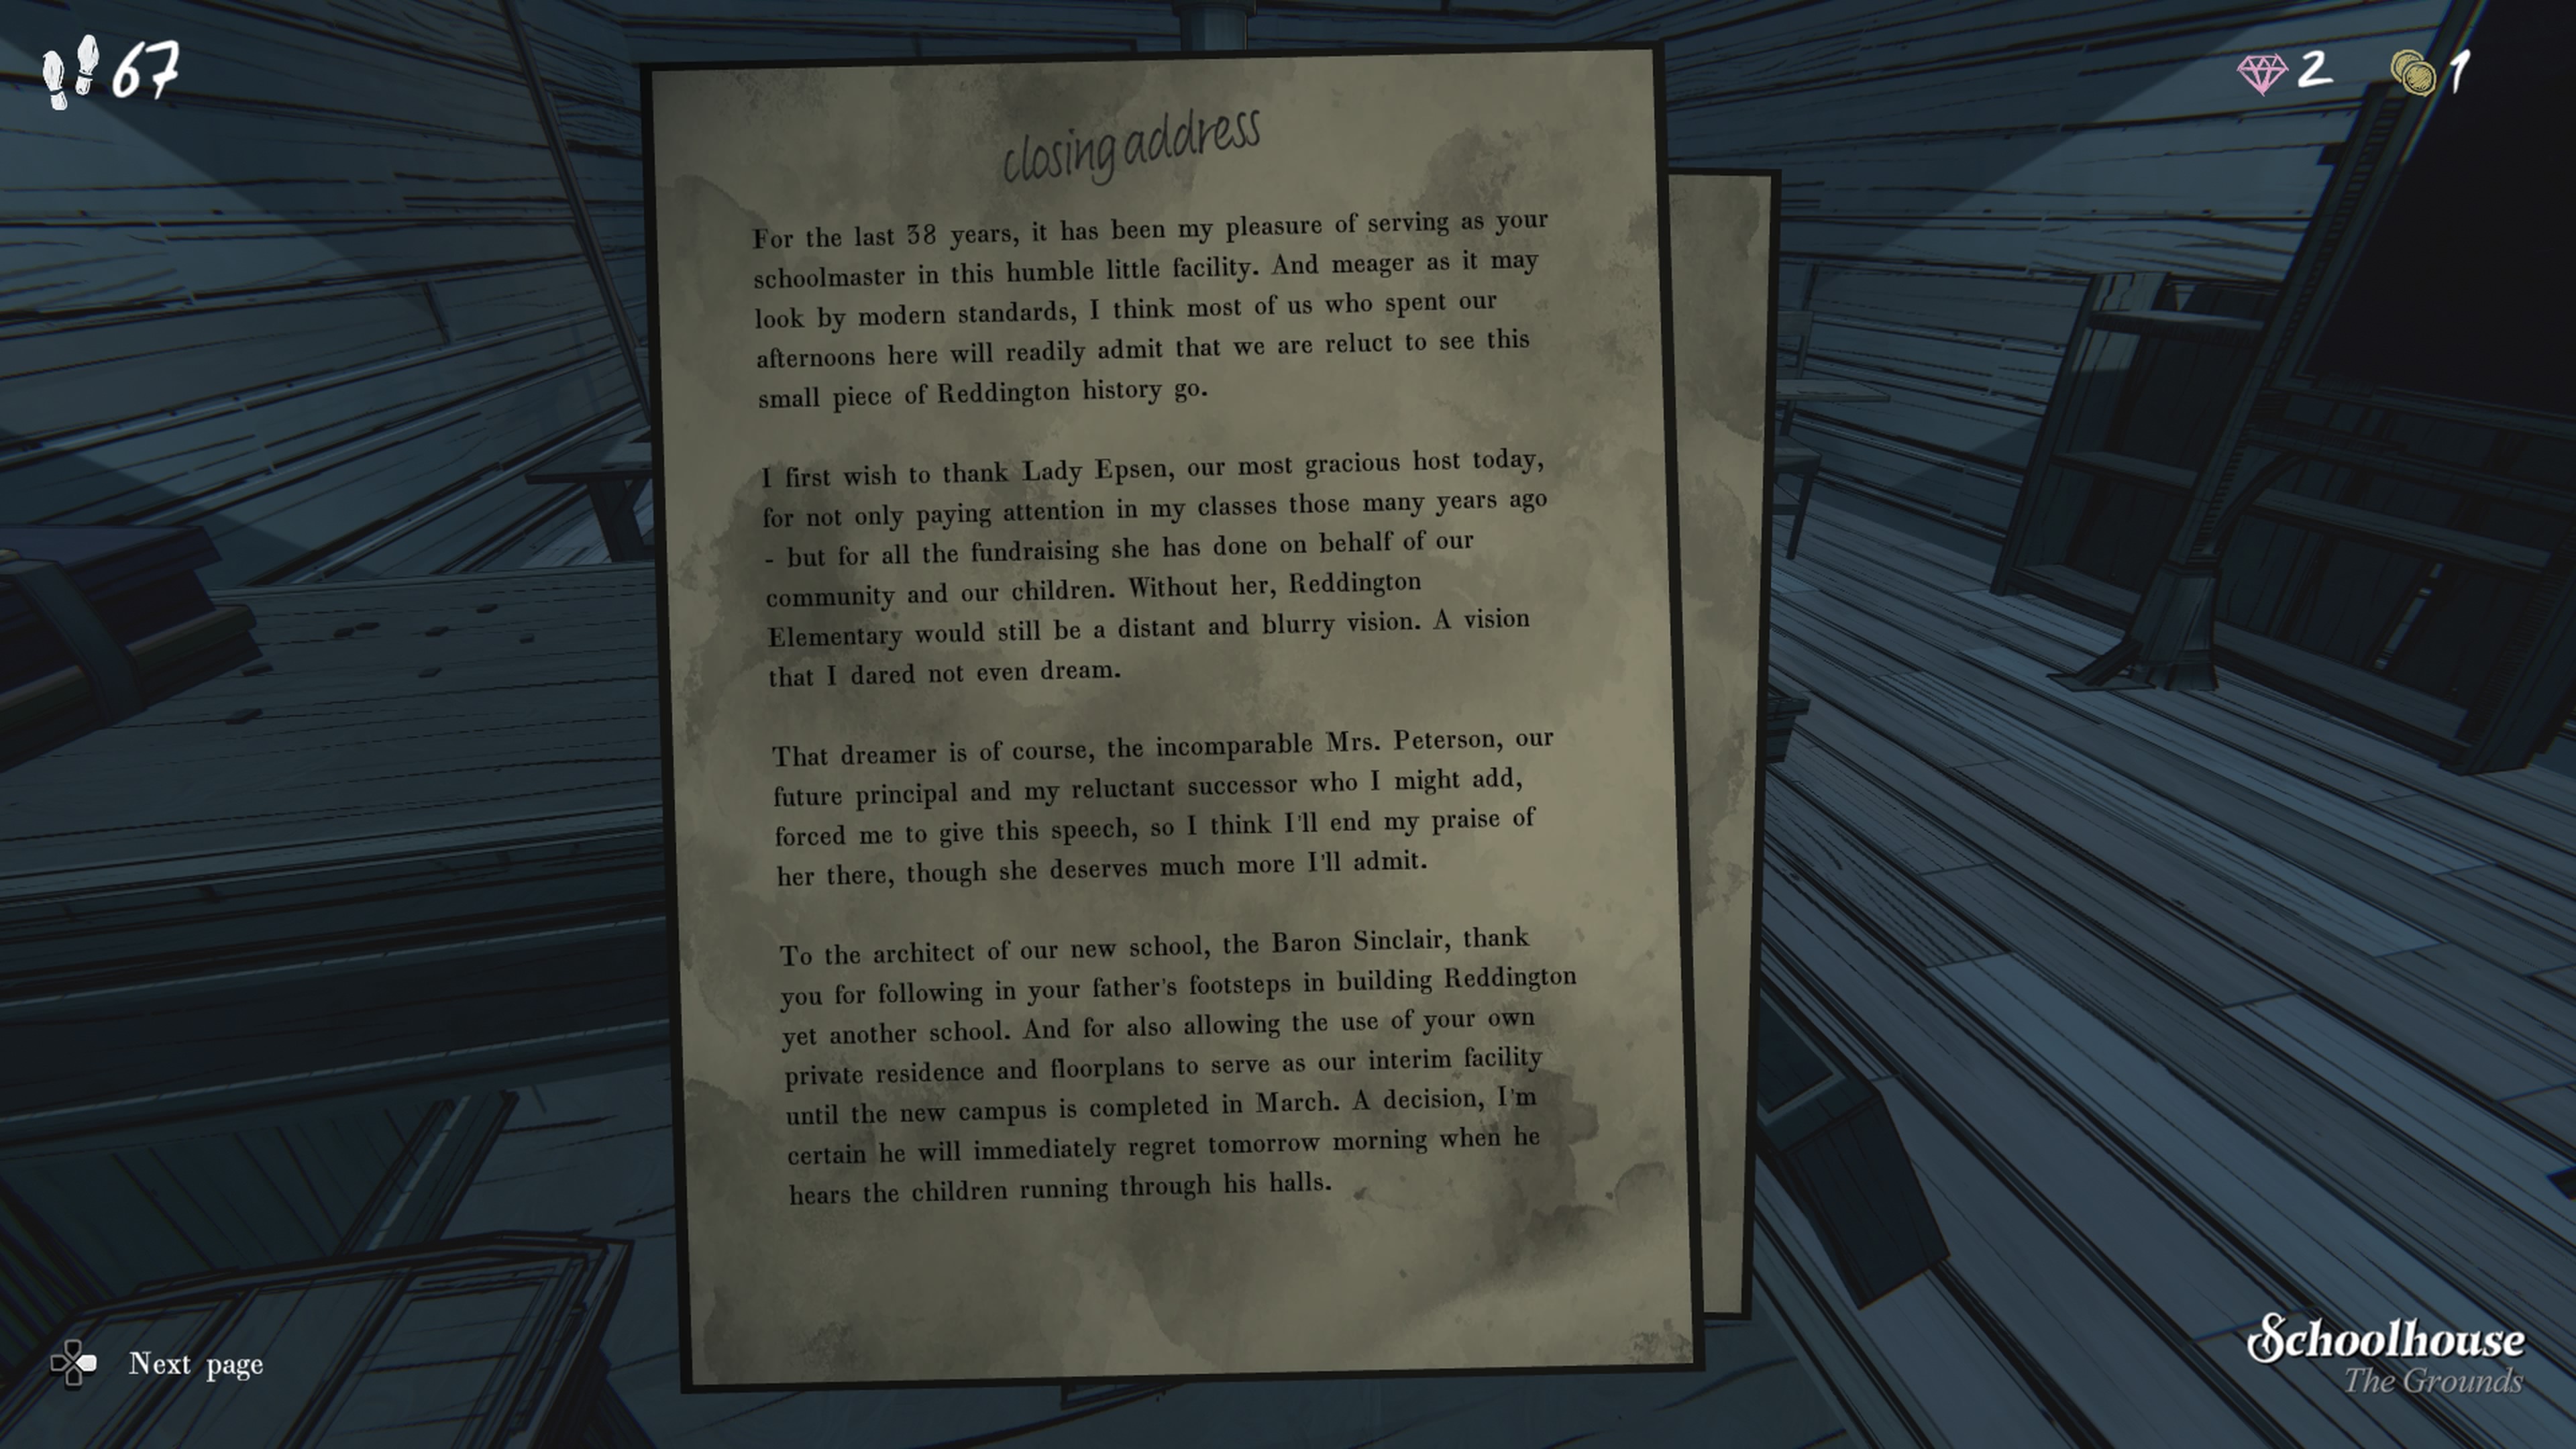 67
2
1
closing address
For the last 38 years, it has been my pleasure of serving as your
schoolmaster in this humble little facility. And meager as it may
look by modern standards, I think most of us who spent our
afternoons here will readily admit that we are reluct to see this
small piece of Reddington history go.
I first wish to thank Lady Epsen, our most gracious host today,
for not only paying attention in my classes those many years ago
- but for all the fundraising she has done on behalf of our
community and our children. Without her, Reddington
Elementary would still be a distant and blurry vision. A vision
that I dared not even dream.
That dreamer is of course, the incomparable Mrs. Peterson, our
future principal and my reluctant successor who I might add,
forced me to give this speech, so I think I'll end my praise of
her there, though she deserves much more I'll admit.
To the architect of our new school, the Baron Sinclair, thank
you for following in your father's footsteps in building Reddington
yet another school. And for also allowing the use of your own
private residence and floorplans to serve as our interim facility
until the new campus is completed in March. A decision, I'm
certain he will immediately regret tomorrow morning when he
hears the children running through his halls.
Next page
Schoolhouse
The Grounds